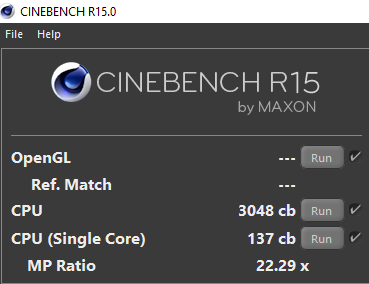 CINEBENCH R15.0
File Help
CINEBENCH R15
by MAXON
OpenGL --- Run
Ref. Match ---
CPU 3048 cb Run
CPU (Single Core) 137 cb Run
MP Ratio 22.29 x